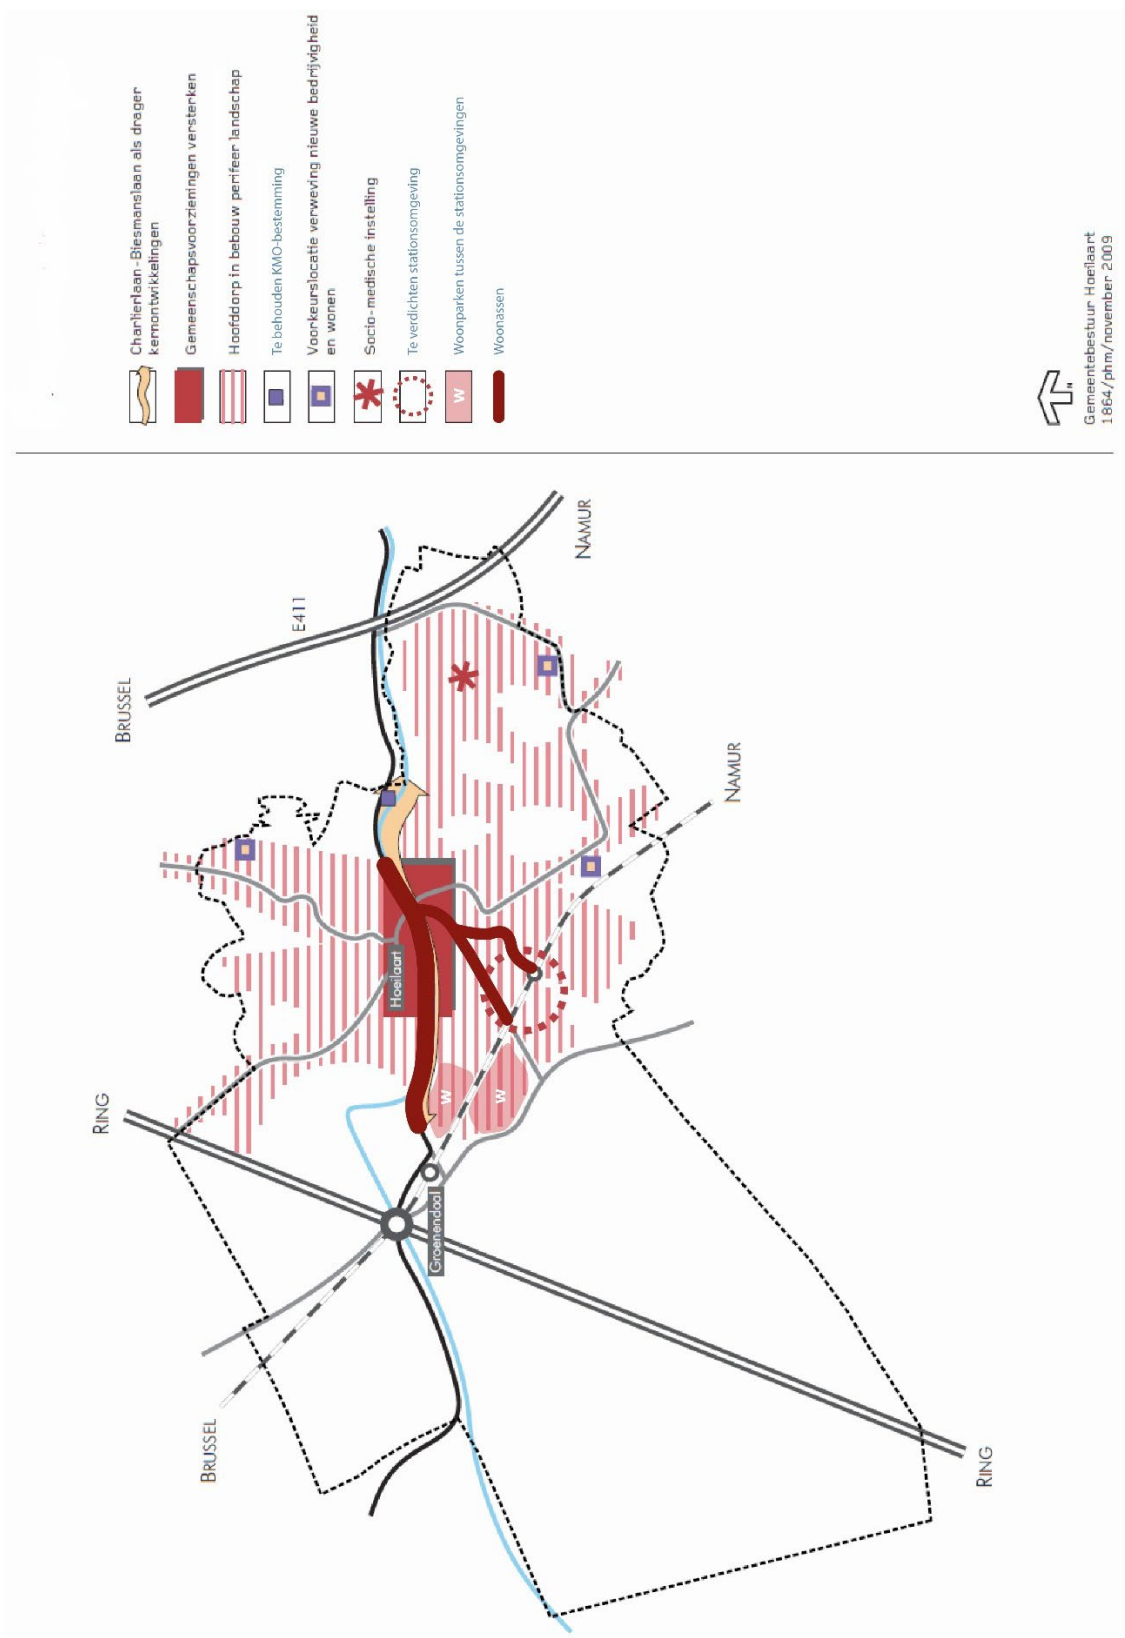 Charlierlaan-Biesmanslaan als drager
kernontwikkelingen
Gemeenschapsvoorzieningen versterken
Hoofddorp in bebouw perifeer landschap
Te behouden KMO-bestemming
Voorkeurslocatie verweving nieuwe bedrijvigheid
en wonen
Socio-medische instelling
Te verdichten stationsomgeving
W
Woonparken tussen de stationsomgevingen
Woonassen
N
Gemeentebestuur Hoeilaart
1864/phm/november 2009
BRUSSEL
E411
NAMUR
NAMUR
Hoeilaart
W
W
RING
Groenendaal
BRUSSEL
RING